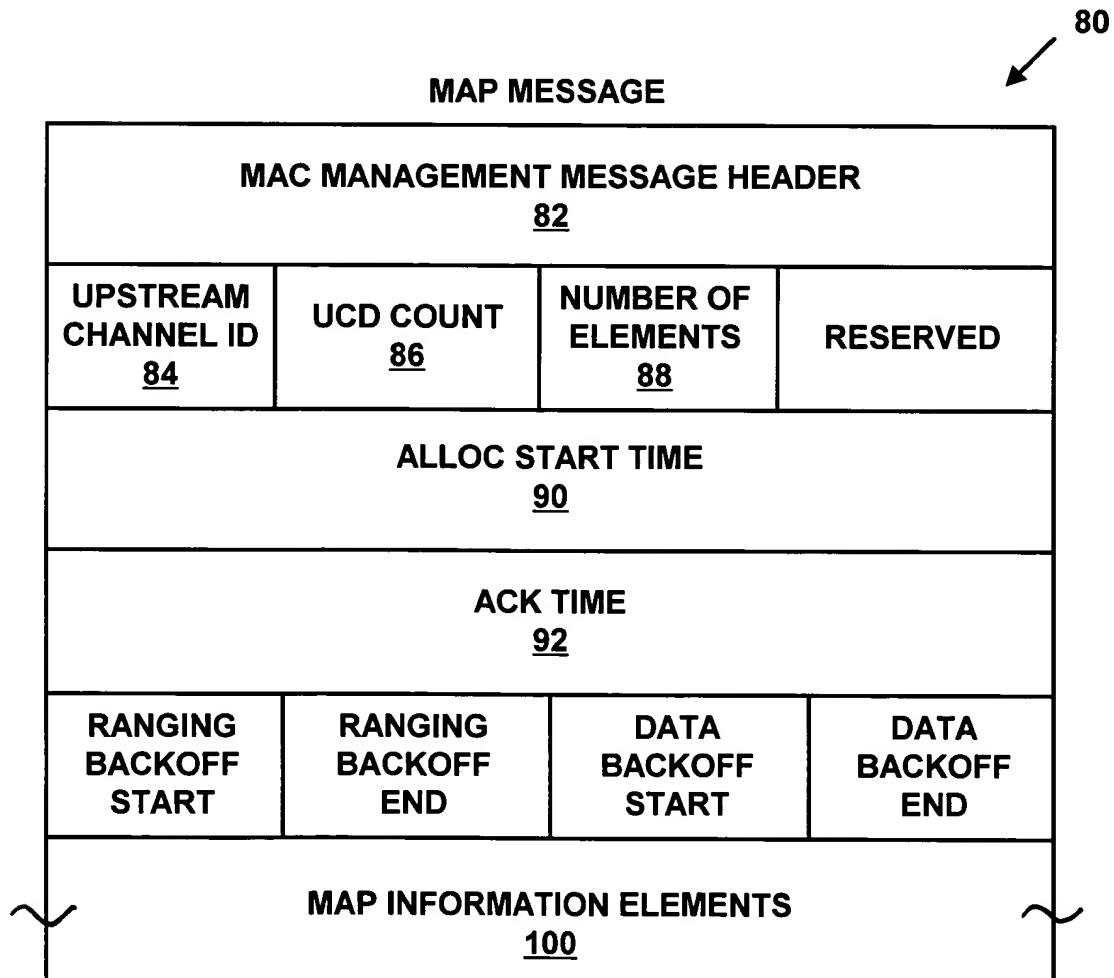 80
MAP MESSAGE
MAC MANAGEMENT MESSAGE HEADER
82
UPSTREAM
CHANNEL ID
84
UCD COUNT
86
NUMBER OF
ELEMENTS
88
RESERVED
ALLOC START TIME
90
ACK TIME
92
RANGING
BACKOFF
START
RANGING
BACKOFF
END
DATA
BACKOFF
START
DATA
BACKOFF
END
MAP INFORMATION ELEMENTS
100